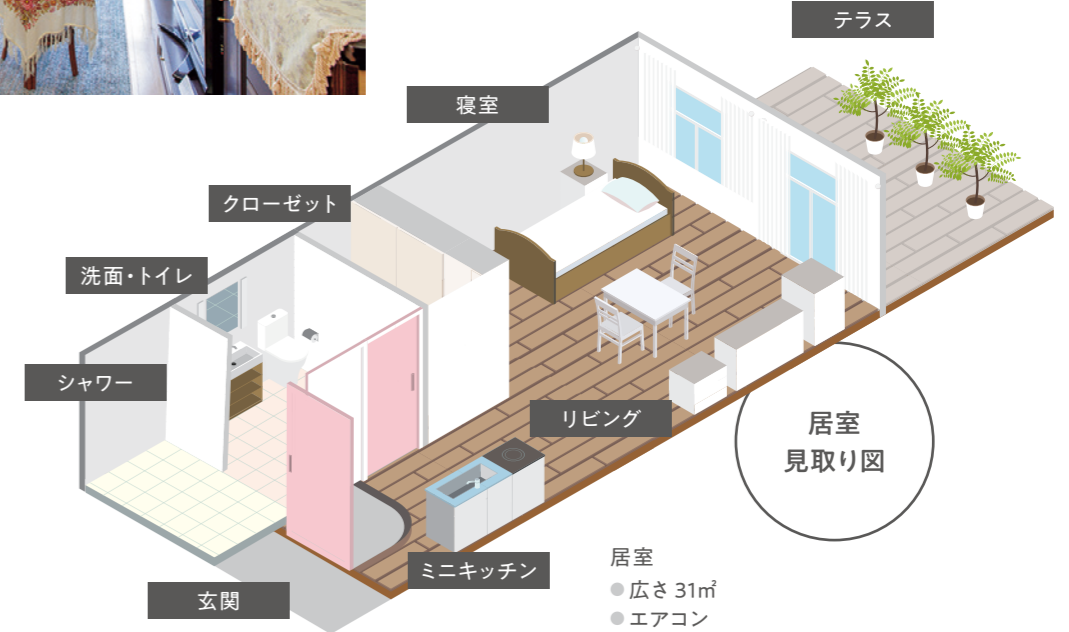 テラス
寝室
クローゼット
洗面・トイレ
シャワー
リビング
居室
見取り図
ミニキッチン
玄関
居室
● 広さ 31㎡
● エアコン